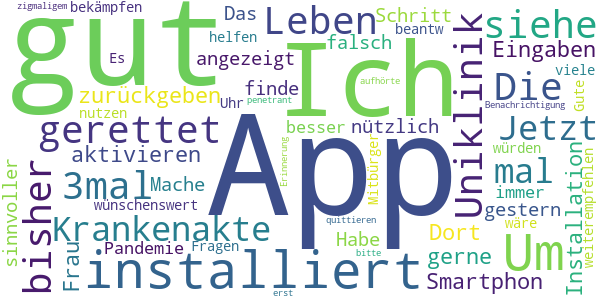 zigmaligem bekämpfen Das Leben Schritt beantw siehe
gut Es helfen Ich falsch Uniklinik Eingaben
angezeigt aufhörte Die viele
zurückgeben Uhr finde penetrant Benachrichtigung Gute
nutzen besser nützlich Jetzt
gerettet App Mitbürger würden
aktivieren Erinnerung mal immer
sinnvoller bisher 3mal Mache gestern Installation weiterempfehlen
wünschenswert quittieren wäre
Krankenakte Habe Dort Um
Frau Pandemie Fragen bitte gerne
installiert Smartphon
erst